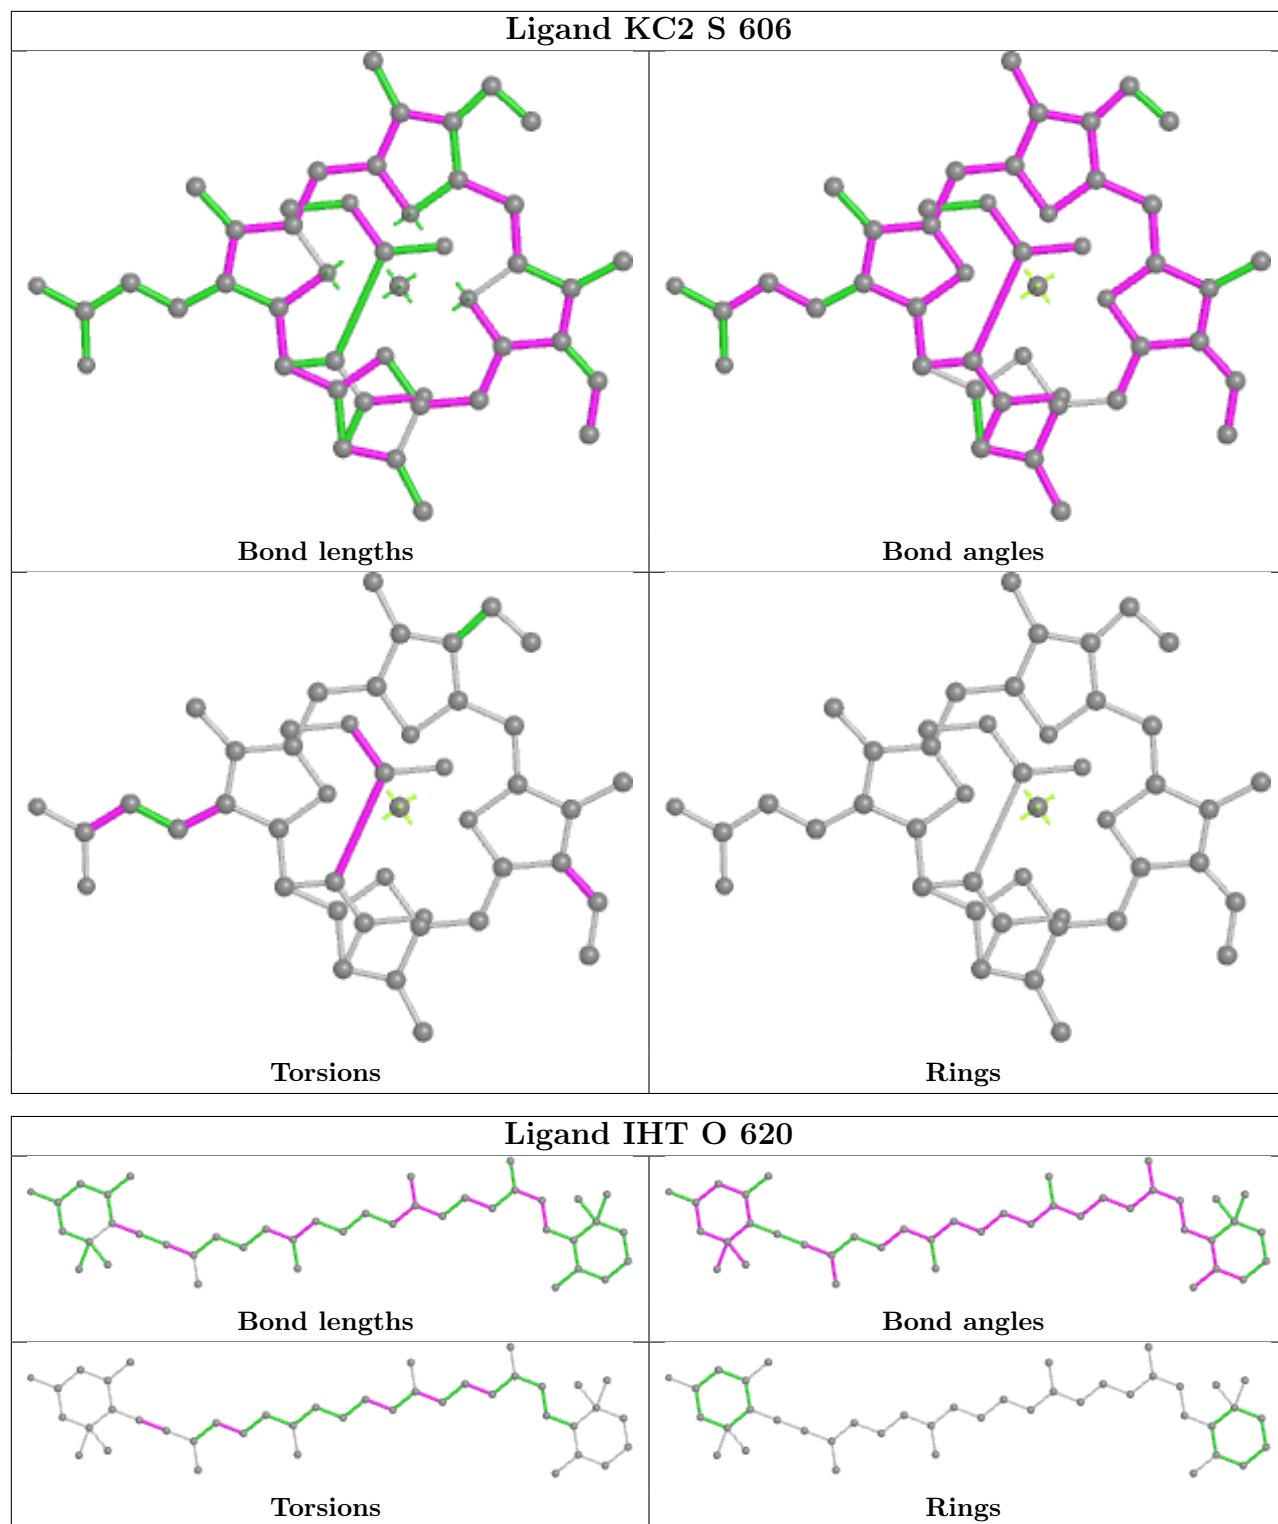 Ligand KC2 S 606
Bond lengths
Bond angles
Torsions
Rings
Ligand IHT O 620
Bond lengths
Bond angles
Torsions
Rings